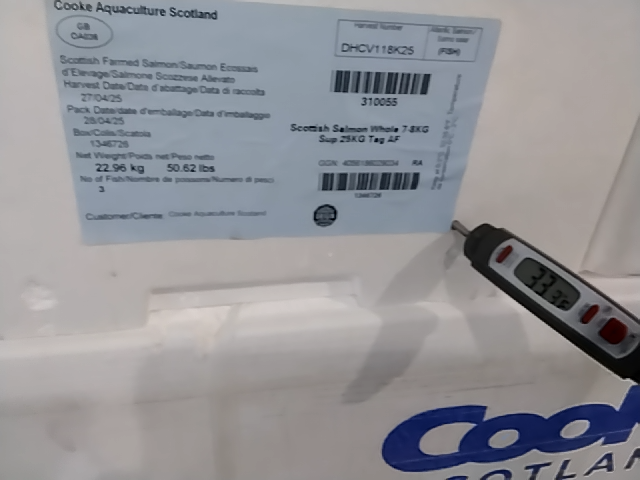 Cooke Aquaculture Scotland
GB
Harvest Number
DHCV118K25
(FISH)
Scottish Farmed Salmon/Saumon Ecossais
d'Elevage/Salmone Scozzese Allevato
Harvest Date/Data d'abattage/Data di raccolta
27/04/25
Pack Date/date d'emballage/Data d'imballaggio
28/04/25
Box/Colis/Scatola
1346726
Net Weight/Poids net/Peso netto
22.96 kg 50.62 lbs
No of Fish/Nombre de poissons/Numero di pesci
3
Customer/Cliente: Cooke Aquaculture Scotland
310055
Scottish Salmon Whole 7-8KG
Sup 25KG Tag AF
GGN: RA
1346726
33.3°F
Cook
SCOTLAN